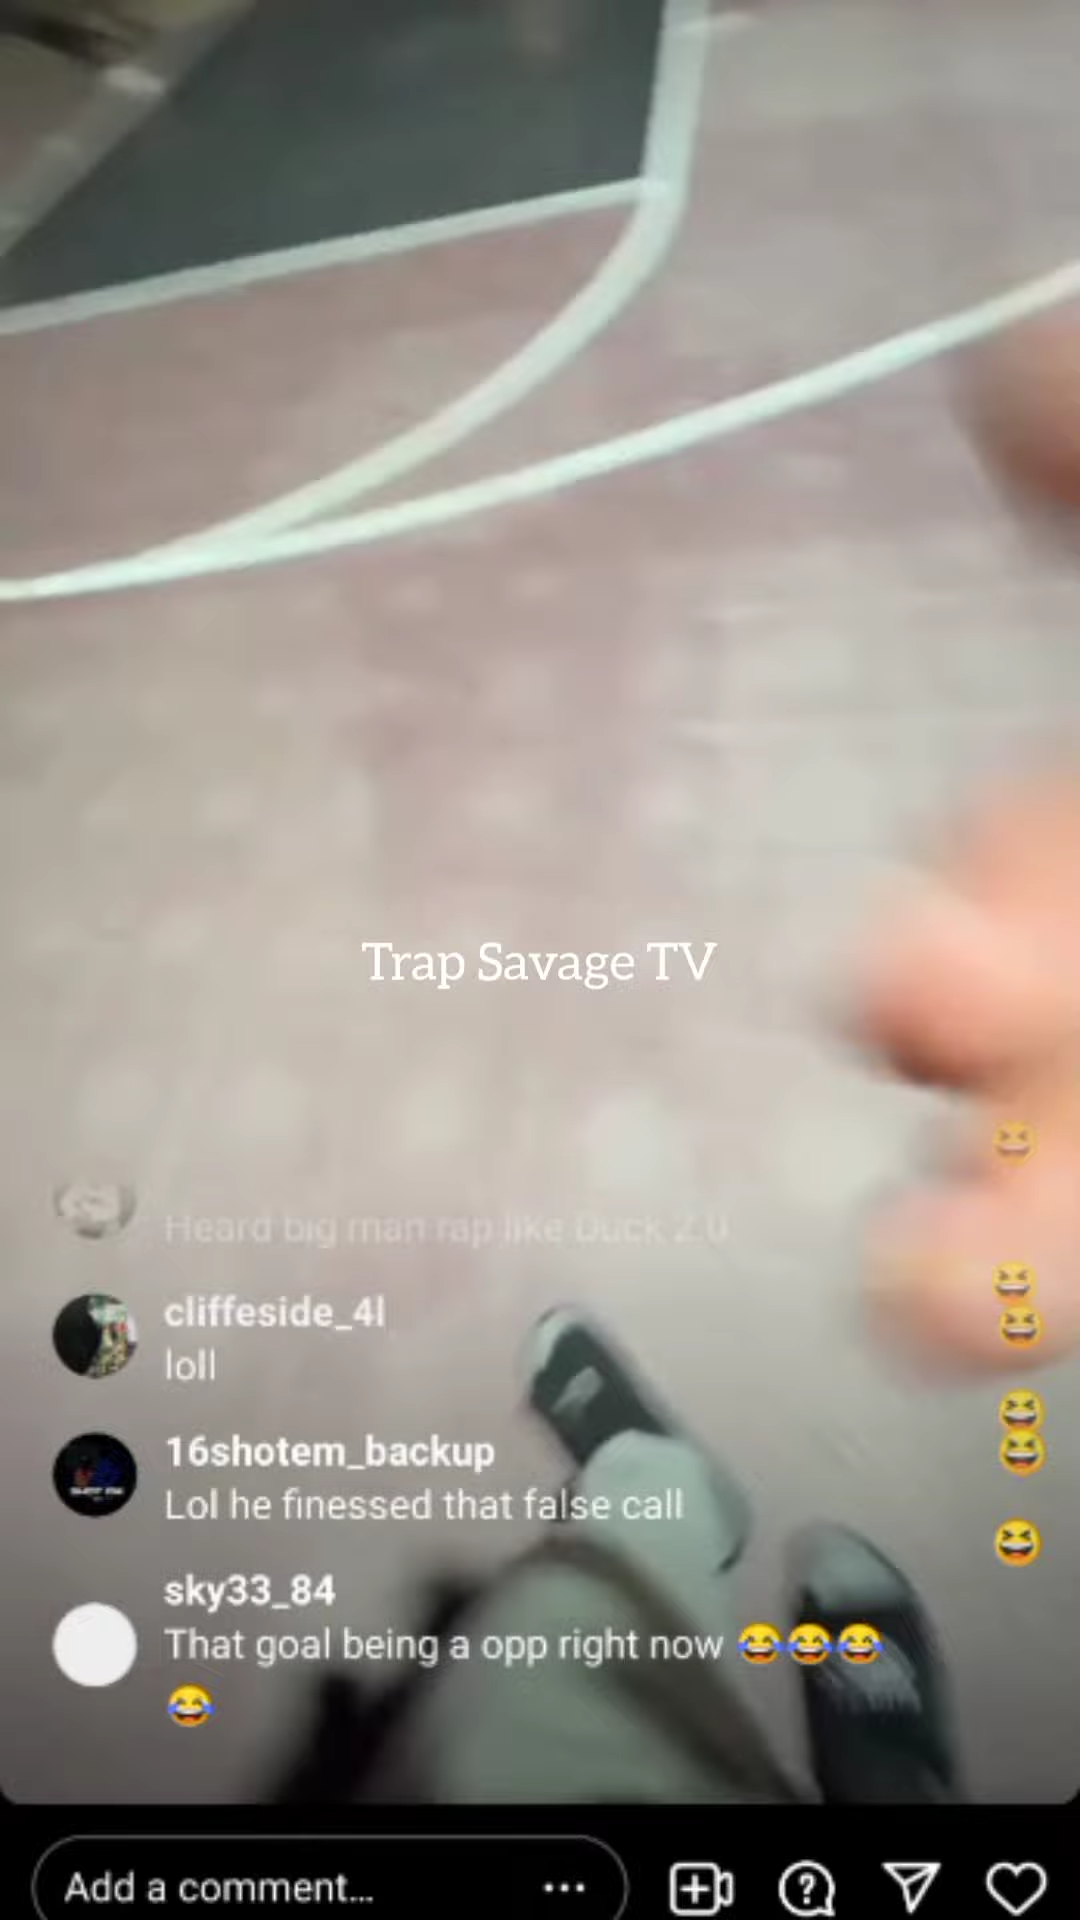 Trap Savage TV
Heard big man rap like Duck 2.0
cliffeside_4l
loll
16shotem_backup
Lol he finessed that false call
sky33_84
That goal being a opp right now 😂😂😂
😂
Add a comment...